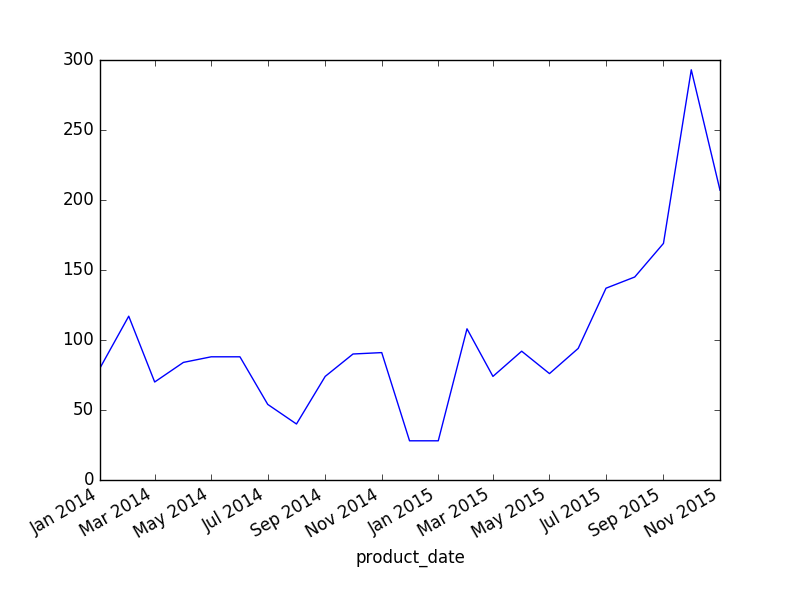 300
250
200
150
100
50
0
Jan 2014
Mar 2014
May 2014
Jul 2014
Sep 2014
Nov 2014
Jan 2015
Mar 2015
May 2015
Jul 2015
Sep 2015
Nov 2015
product_date